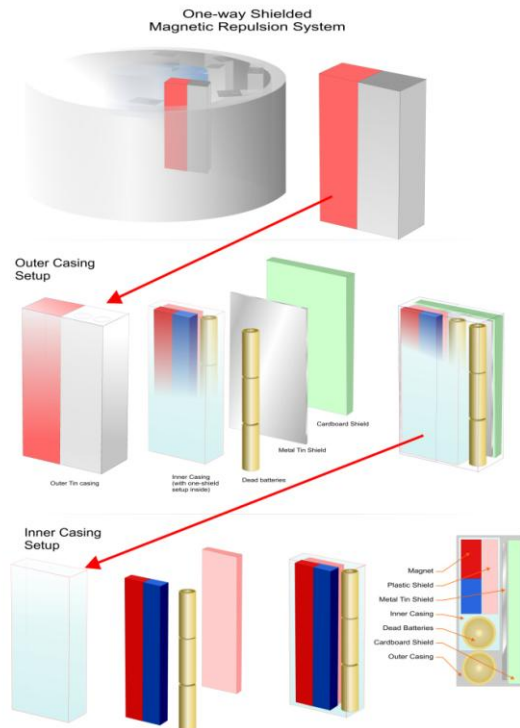 One-way Shielded
Magnetic Repulsion System
Outer Casing
Setup
Cardboard Shield
Metal Tin Shield
Outer Tin casing
Inner Casing
(with one-shield
setup inside)
Dead batteries
Inner Casing
Setup
Magnet
Plastic Shield
Metal Tin Shield
Inner Casing
Dead Batteries
Cardboard Shield
Outer Casing